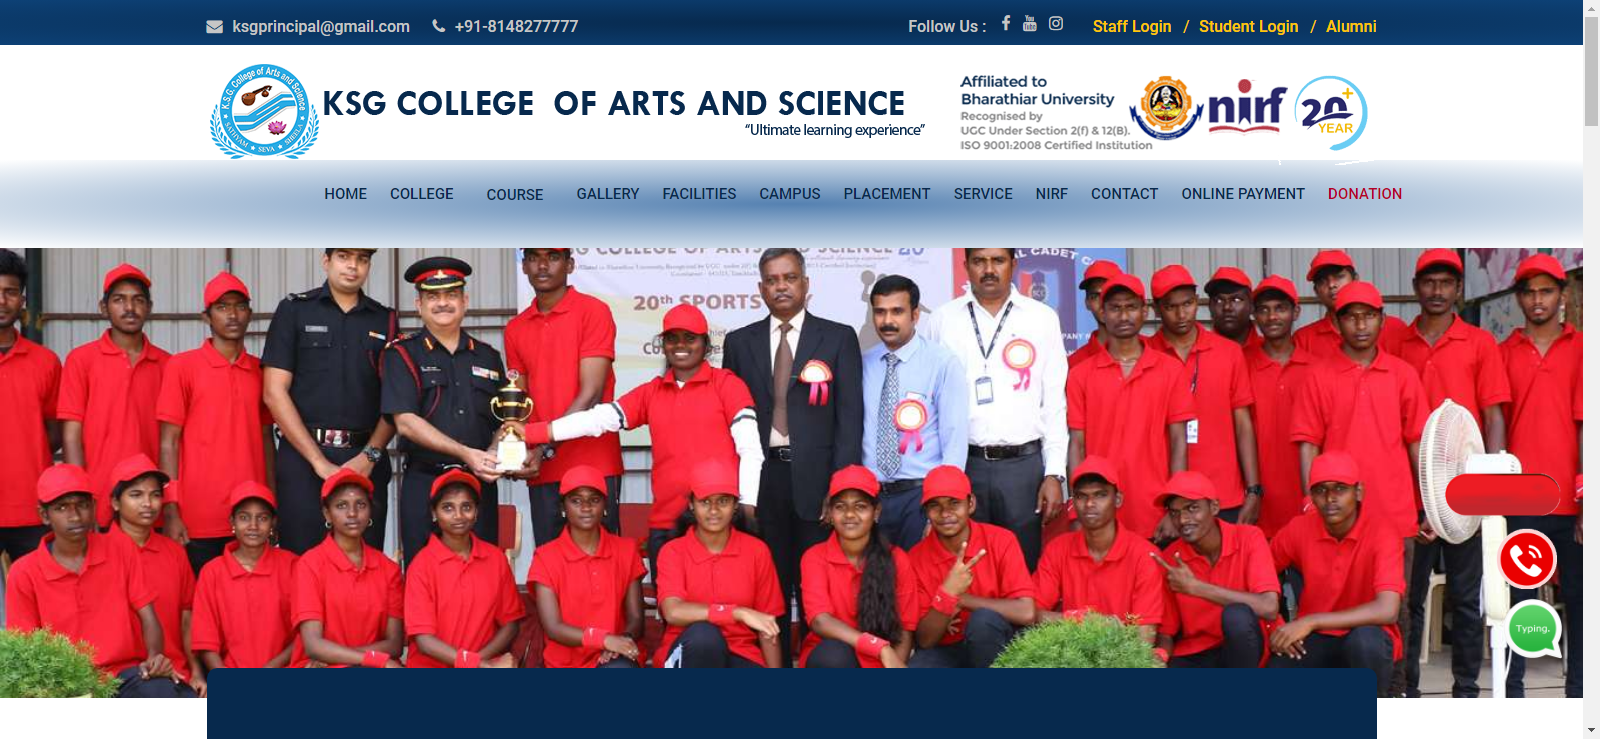 ksgprincipal@gmail.com +91-8148277777 Follow Us : Staff Login / Student Login / Alumni
K.S.G. College of Arts and Science
SATHYAM ★ SEVA ★ SHEELA
KSG COLLEGE OF ARTS AND SCIENCE
“Ultimate learning experience”
Affiliated to
Bharathiar University
Recognised by
UGC Under Section 2(f) & 12(B).
ISO 9001:2008 Certified Institution
nirf
20+
YEAR
HOME COLLEGE COURSE GALLERY FACILITIES CAMPUS PLACEMENT SERVICE NIRF CONTACT ONLINE PAYMENT DONATION
COLLEGE OF ARTS AND SCIENCE 20
CADET
20th SPORTS
Typing.